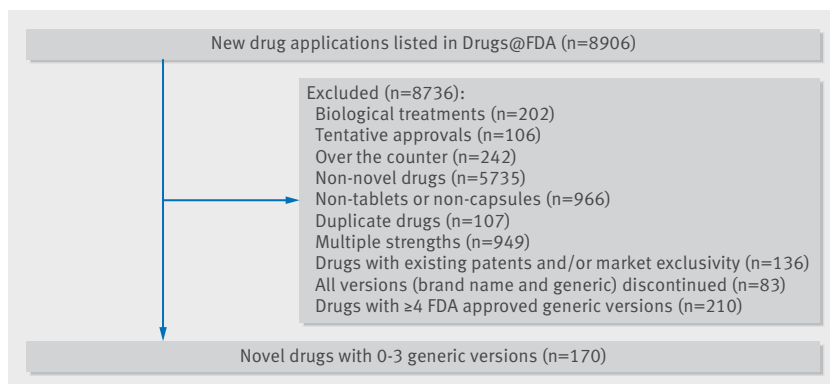 New drug applications listed in Drugs@FDA (n=8906)
Excluded (n=8736):
Biological treatments (n=202)
Tentative approvals (n=106)
Over the counter (n=242)
Non-novel drugs (n=5735)
Non-tablets or non-capsules (n=966)
Duplicate drugs (n=107)
Multiple strengths (n=949)
Drugs with existing patents and/or market exclusivity (n=136)
All versions (brand name and generic) discontinued (n=83)
Drugs with ≥4 FDA approved generic versions (n=210)
Novel drugs with 0-3 generic versions (n=170)